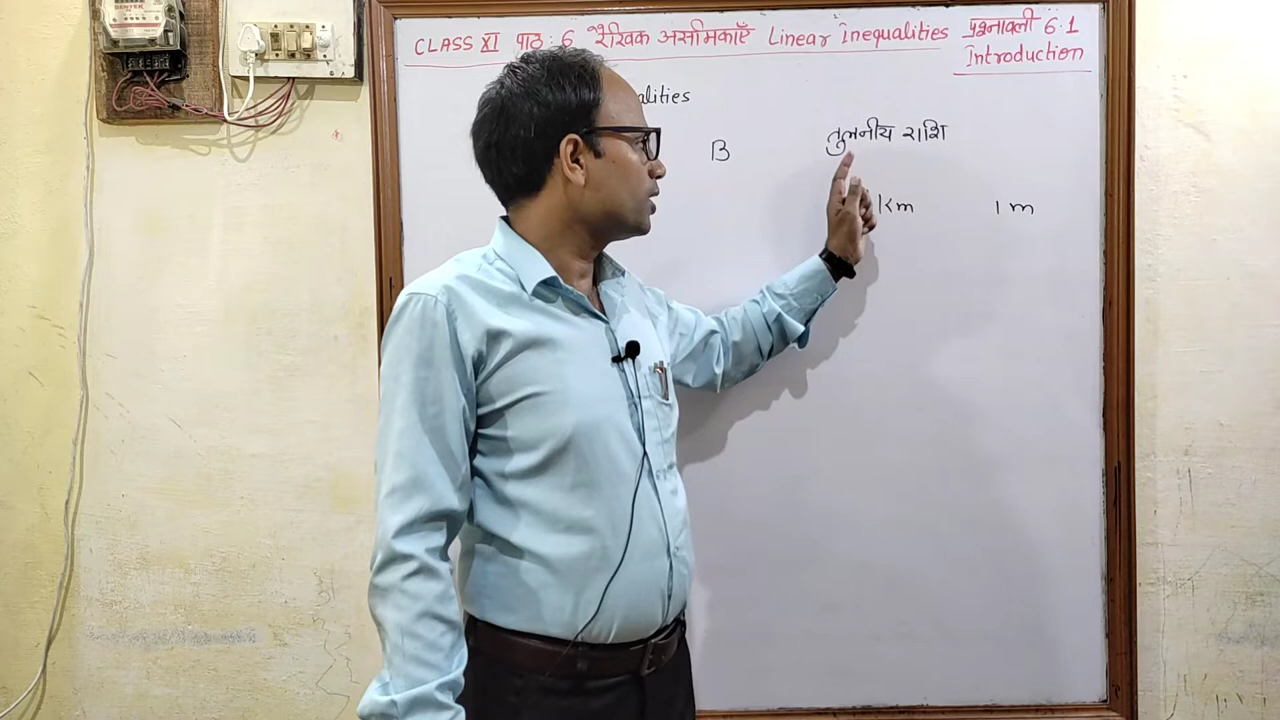 CLASS XI पाठ: 6 रैखिक असमिकाएँ Linear Inequalities प्रश्नावली 6.1
Introduction
alities
B तुलनीय राशि
Km 1 m